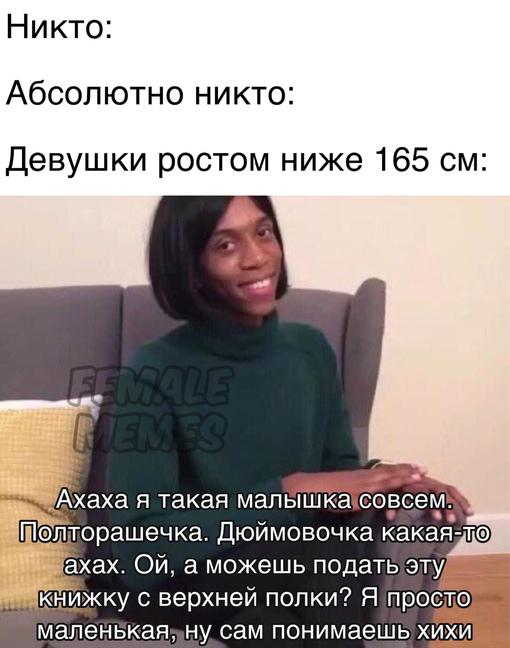 Никто:
Абсолютно никто:
Девушки ростом ниже 165 см:
FEMALE
MEMES
Ахаха я такая малышка совсем.
Полторашечка. Дюймовочка какая-то
ахах. Ой, а можешь подать эту
книжку с верхней полки? Я просто
маленькая, ну сам понимаешь хихи